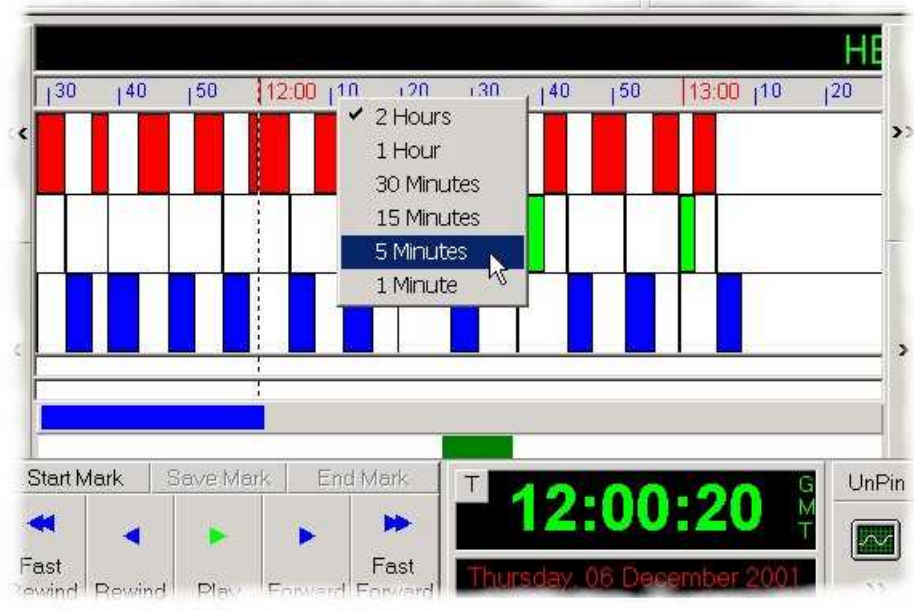 HE
30 40 50 12:00 10 20 30 40 50 13:00 10 20
2 Hours
1 Hour
30 Minutes
15 Minutes
5 Minutes
1 Minute
Start Mark Save Mark End Mark
T 12:00:20 GMT
UnPin
Fast Rewind
Rewind
Play
Forward
Fast Forward
Thursday, 06 December 2001